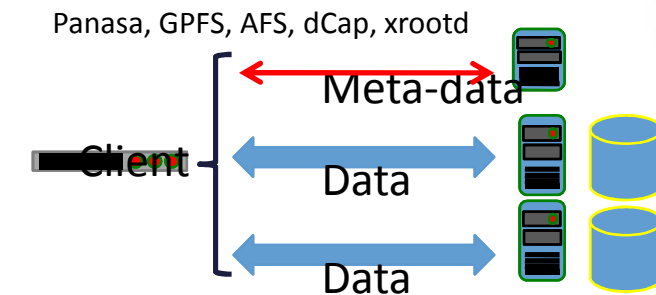 Panasa, GPFS, AFS, dCap, xrootd
Meta-data
Client
Data
Data